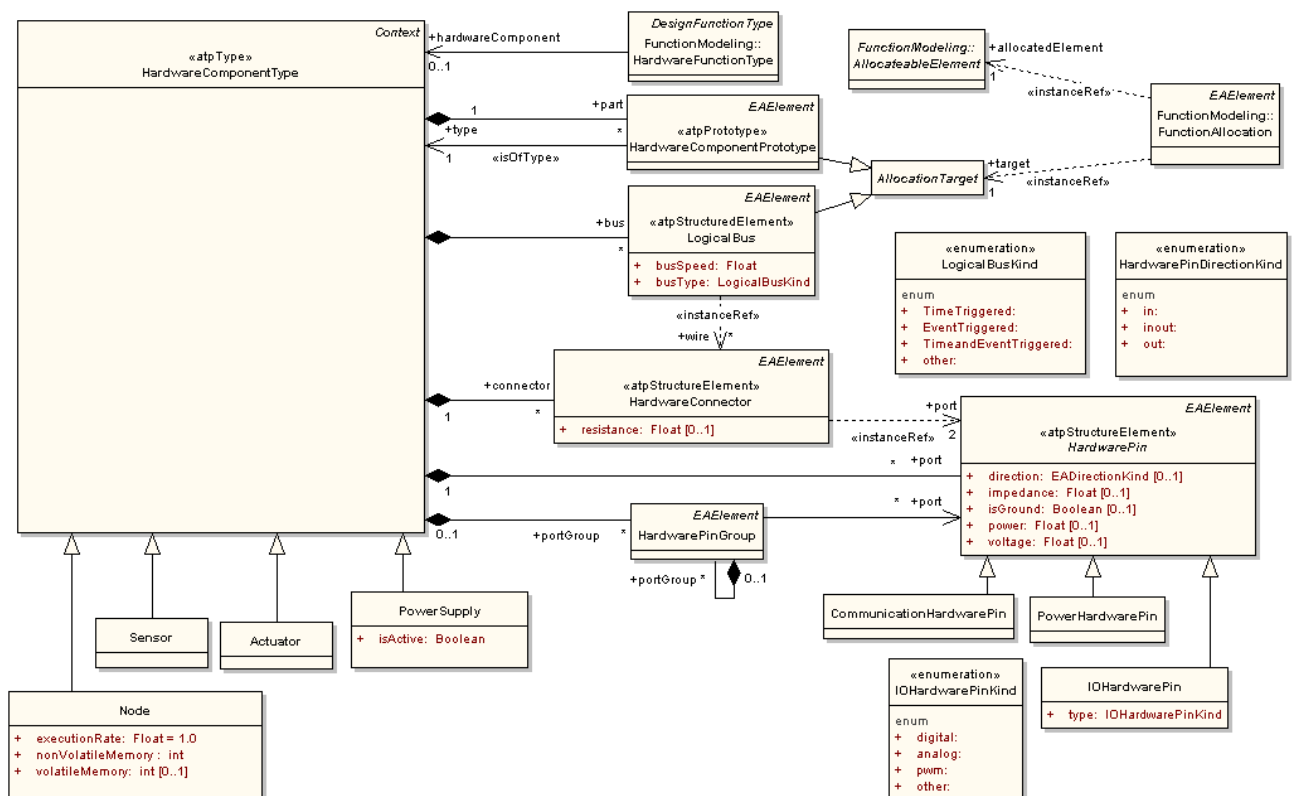 Context
«atpType»
HardwareComponentType
+hardwareComponent
0..1
DesignFunctionType
FunctionModeling::
HardwareFunctionType
FunctionModeling::
AllocateableElement
+allocatedElement
1
«instanceRef»
EAElement
FunctionModeling::
FunctionAllocation
1
+part
*
+type
1
«isOfType»
EAElement
«atpPrototype»
HardwareComponentPrototype
AllocationTarget
+target
1
«instanceRef»
+bus
*
EAElement
«atpStructuredElement»
LogicalBus
+ busSpeed: Float
+ busType: LogicalBusKind
«instanceRef»
+wire
*
«enumeration»
LogicalBusKind
enum
+ TimeTriggered:
+ EventTriggered:
+ TimeandEventTriggered:
+ other:
«enumeration»
HardwarePinDirectionKind
enum
+ in:
+ inout:
+ out:
+connector
1
*
EAElement
«atpStructureElement»
HardwareConnector
+ resistance: Float [0..1]
+port
«instanceRef»
2
EAElement
«atpStructureElement»
HardwarePin
+ direction: EADirectionKind [0..1]
+ impedance: Float [0..1]
+ isGround: Boolean [0..1]
+ power: Float [0..1]
+ voltage: Float [0..1]
1
* +port
0..1
+portGroup
*
EAElement
HardwarePinGroup
* +port
+portGroup *
0..1
Sensor
Actuator
PowerSupply
+ isActive: Boolean
CommunicationHardwarePin
PowerHardwarePin
Node
+ executionRate: Float = 1.0
+ nonVolatileMemory : int
+ volatileMemory: int [0..1]
«enumeration»
IOHardwarePinKind
enum
+ digital:
+ analog:
+ pwm:
+ other:
IOHardwarePin
+ type: IOHardwarePinKind